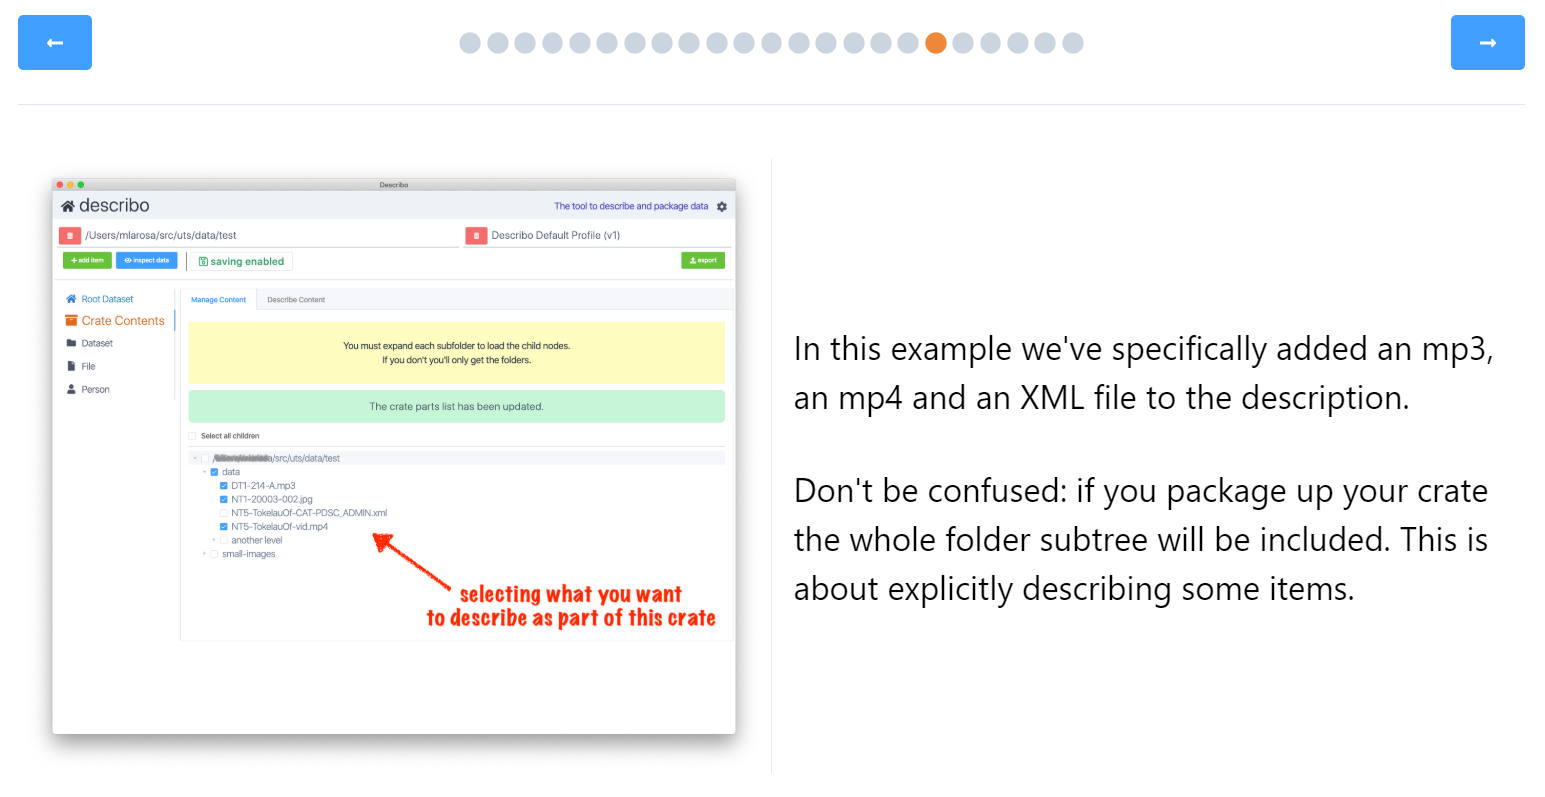 Describo
describo
The tool to describe and package data
/Users/mlarosa/src/uts/data/test
Describo Default Profile (v1)
+ add item
inspect data
saving enabled
export
Root Dataset
Crate Contents
Dataset
File
Person
Manage Content
Describe Content
You must expand each subfolder to load the child nodes.
If you don't you'll only get the folders.
The crate parts list has been updated.
Select all children
a/src/uts/data/test
data
DT1-214-A.mp3
NT1-20003-002.jpg
NT5-TokelauOf-CAT-PDSC_ADMIN.xml
NT5-TokelauOf-vid.mp4
another level
small-images
selecting what you want
to describe as part of this crate
In this example we've specifically added an mp3,
an mp4 and an XML file to the description.
Don't be confused: if you package up your crate
the whole folder subtree will be included. This is
about explicitly describing some items.